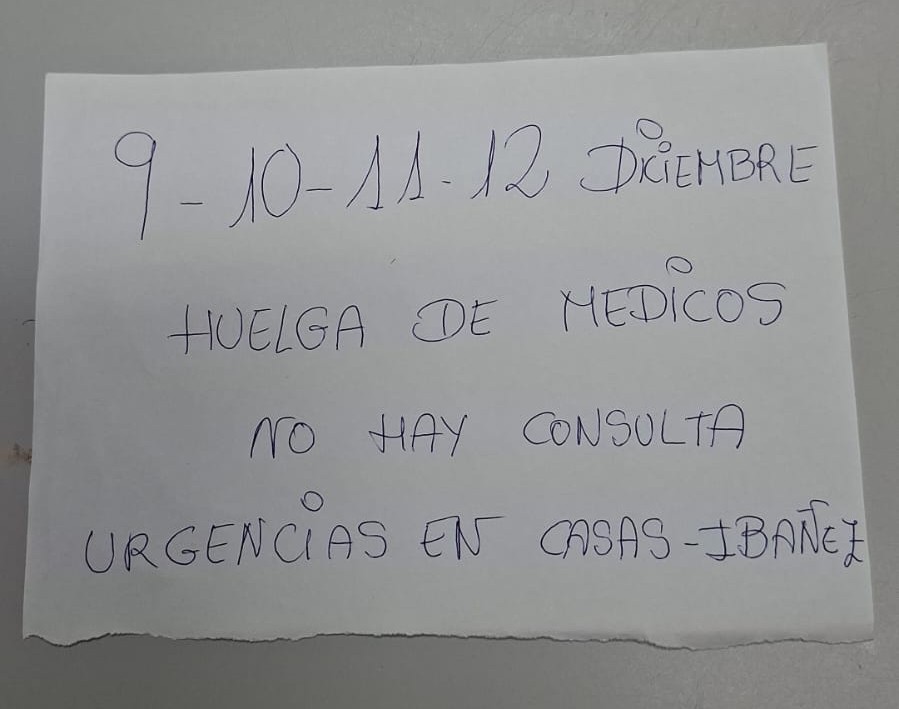 9-10-11-12 DiCiEMBRE
HUELGA DE MEDiCOS
NO HAY CONSULTA
URGENCiAS EN CASAS-IBAÑEZ